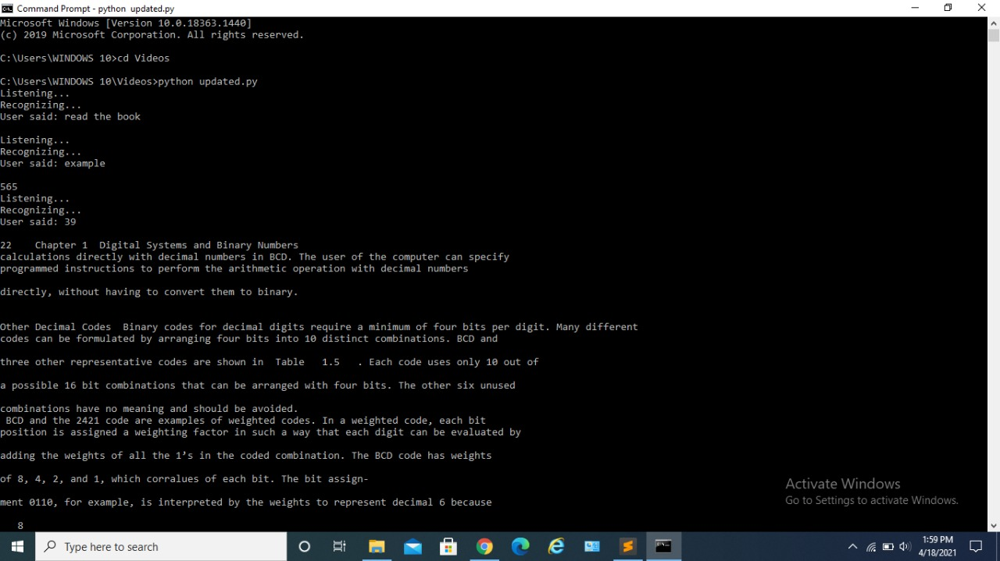 Command Prompt - python  updated.py
Microsoft Windows [Version 10.0.18363.1440]
(c) 2019 Microsoft Corporation. All rights reserved.
C:\Users\WINDOWS 10>cd Videos
C:\Users\WINDOWS 10\Videos>python updated.py
Listening...
Recognizing...
User said: read the book
Listening...
Recognizing...
User said: example
565
Listening...
Recognizing...
User said: 39
22    Chapter 1  Digital Systems and Binary Numbers
calculations directly with decimal numbers in BCD. The user of the computer can specify
programmed instructions to perform the arithmetic operation with decimal numbers
directly, without having to convert them to binary.
Other Decimal Codes  Binary codes for decimal digits require a minimum of four bits per digit. Many different
codes can be formulated by arranging four bits into 10 distinct combinations. BCD and
three other representative codes are shown in  Table   1.5   . Each code uses only 10 out of
a possible 16 bit combinations that can be arranged with four bits. The other six unused
combinations have no meaning and should be avoided.
BCD and the 2421 code are examples of weighted codes. In a weighted code, each bit
position is assigned a weighting factor in such a way that each digit can be evaluated by
adding the weights of all the 1’s in the coded combination. The BCD code has weights
of 8, 4, 2, and 1, which corralues of each bit. The bit assign-
ment 0110, for example, is interpreted by the weights to represent decimal 6 because
8
Activate Windows
Go to Settings to activate Windows.
Type here to search
1:59 PM
4/18/2021